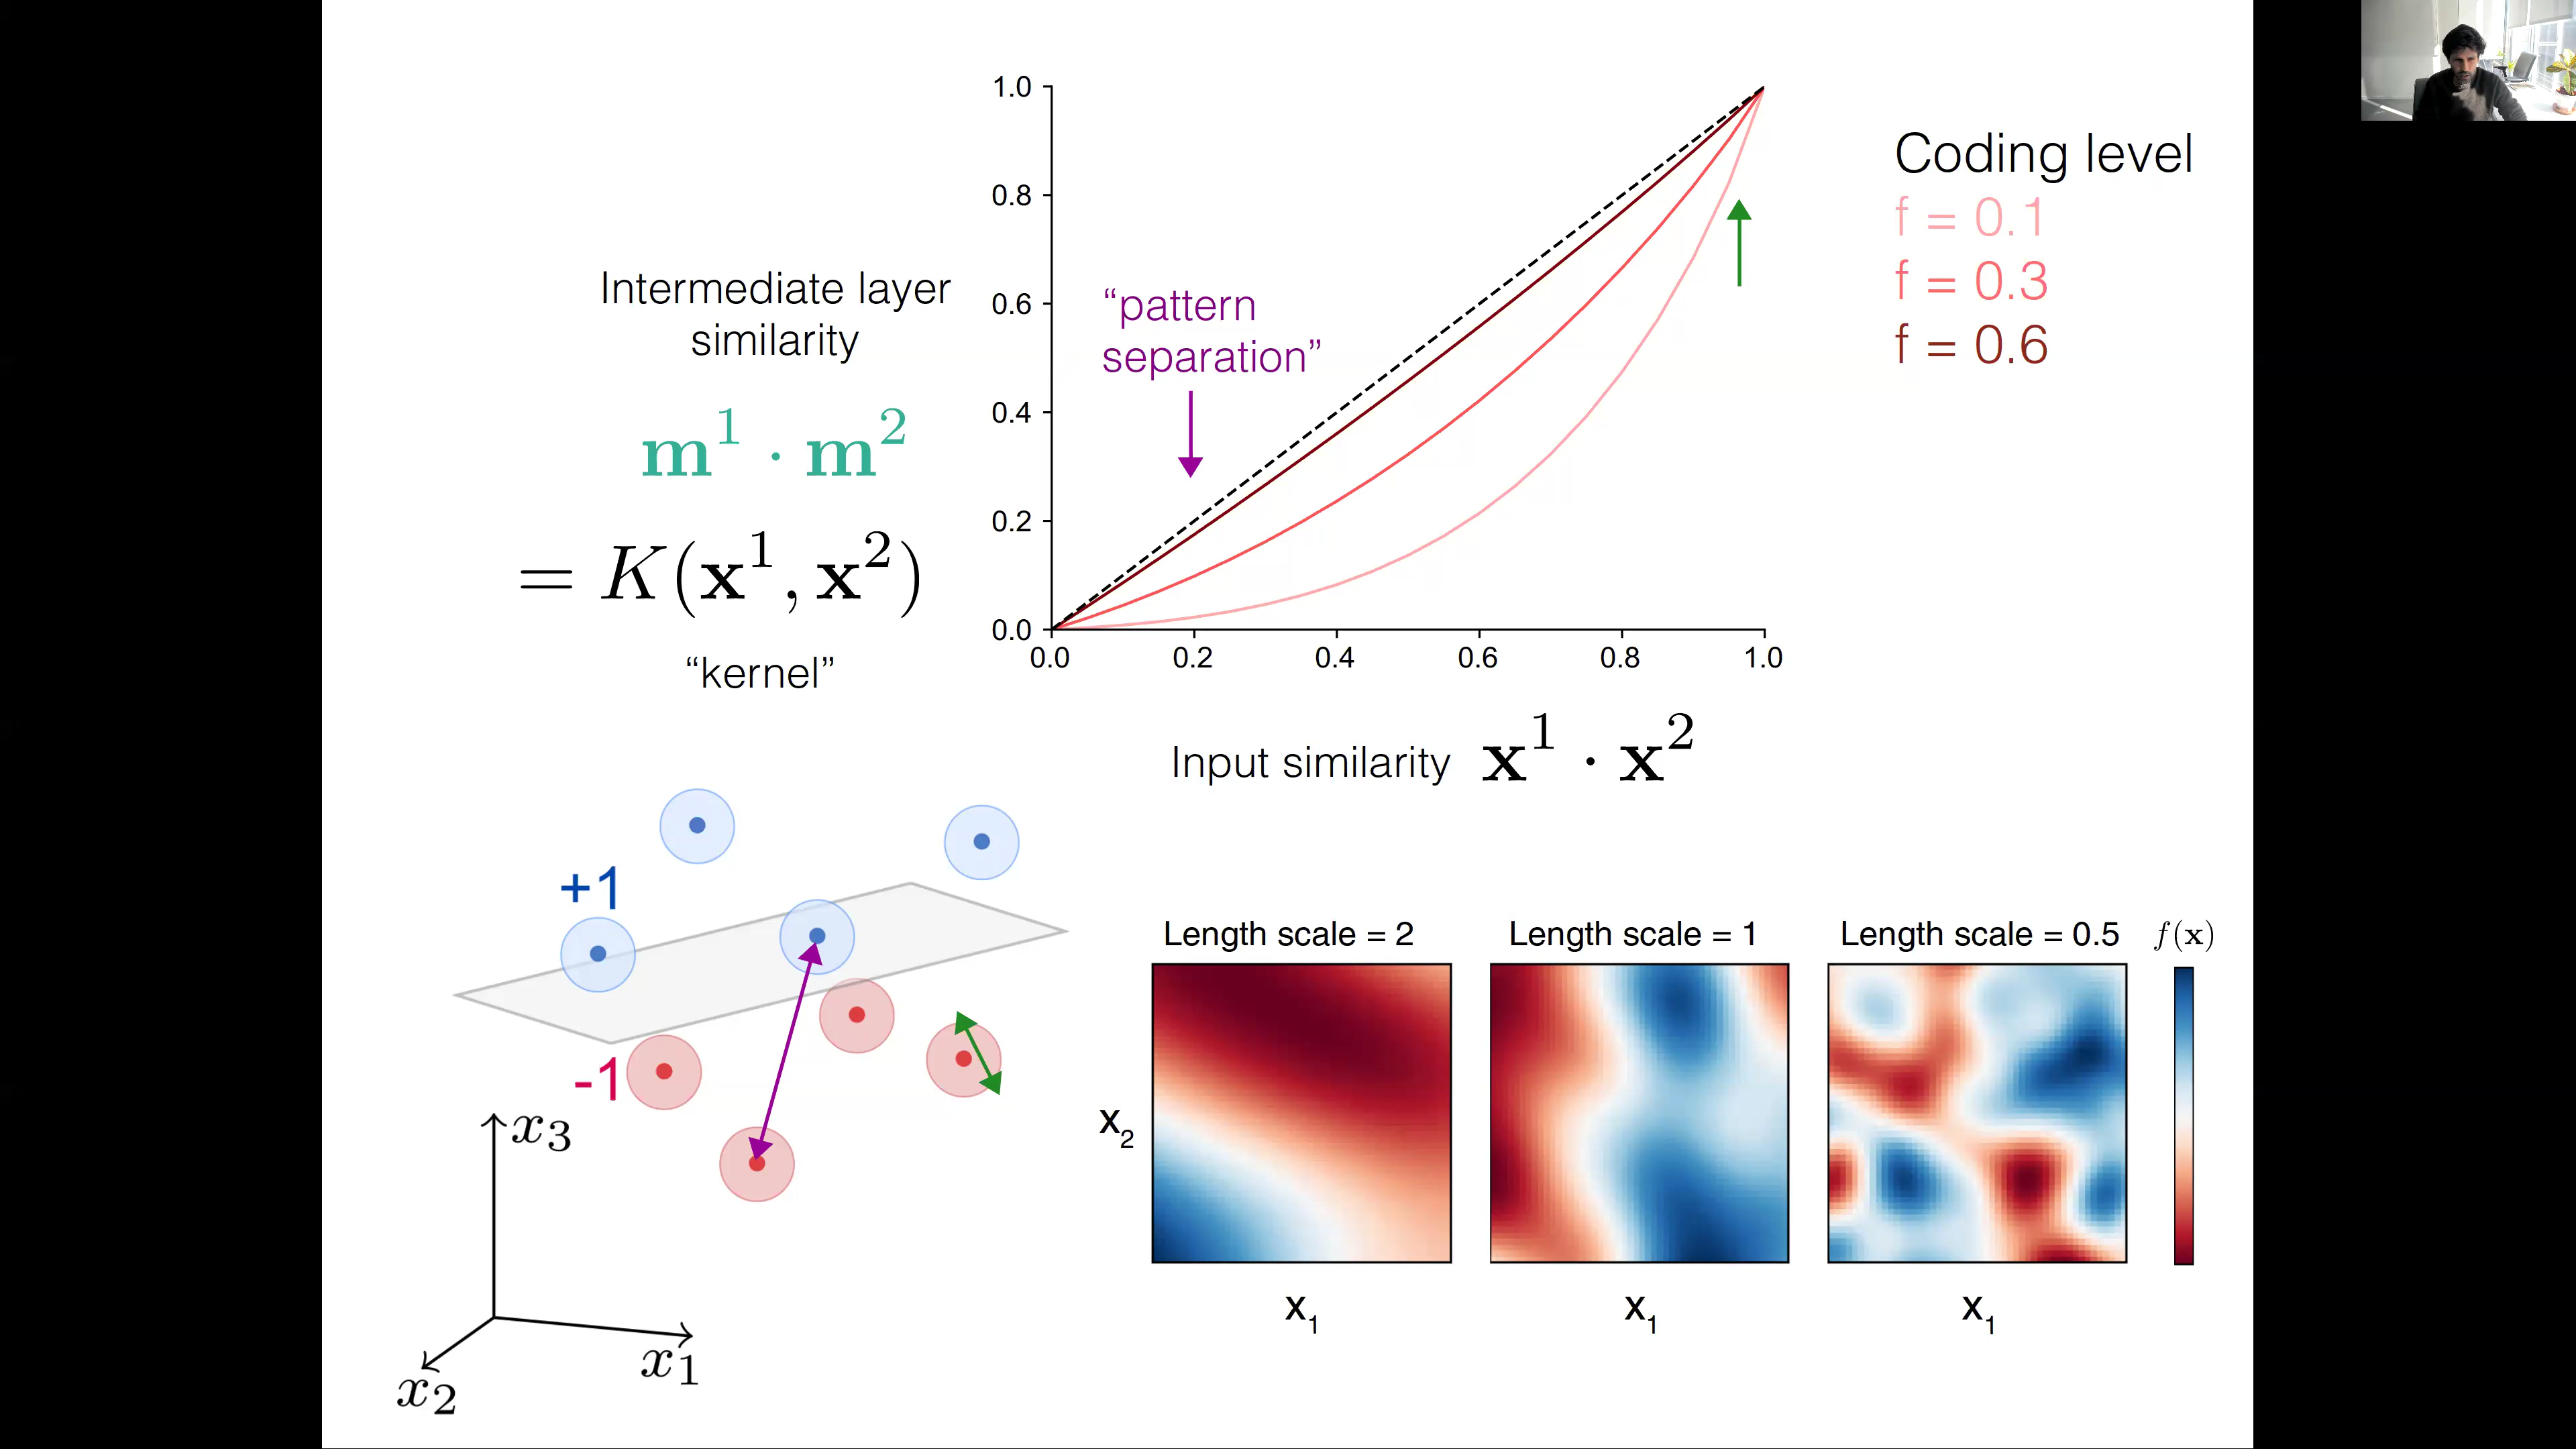 1.0
0.8
0.6
0.4
0.2
0.0
0.0 0.2 0.4 0.6 0.8 1.0
Coding level
f = 0.1
f = 0.3
f = 0.6
“pattern
separation”
Intermediate layer
similarity
m¹ · m²
= K(x¹, x²)
“kernel”
Input similarity x¹ · x²
+1
-1
x₃
x₁
x₂
Length scale = 2
Length scale = 1
Length scale = 0.5
f(x)
x₂
x₁
x₁
x₁